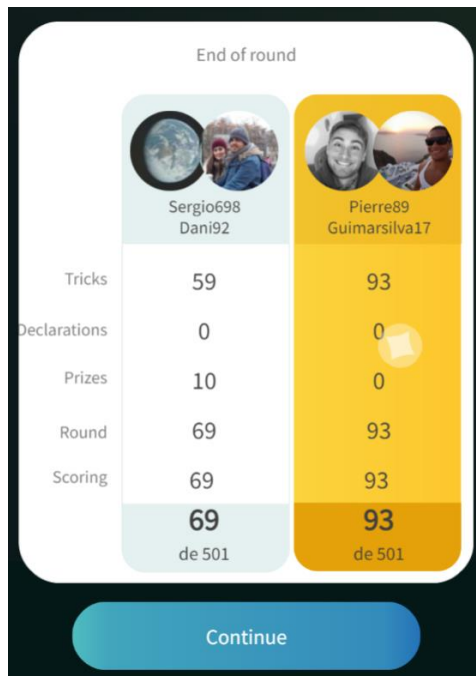 End of round
Sergio698 Pierre89
Dani92 Guimarsilva17
Tricks 59 93
Declarations 0 0
Prizes 10 0
Round 69 93
Scoring 69 93
69 93
de 501 de 501
Continue